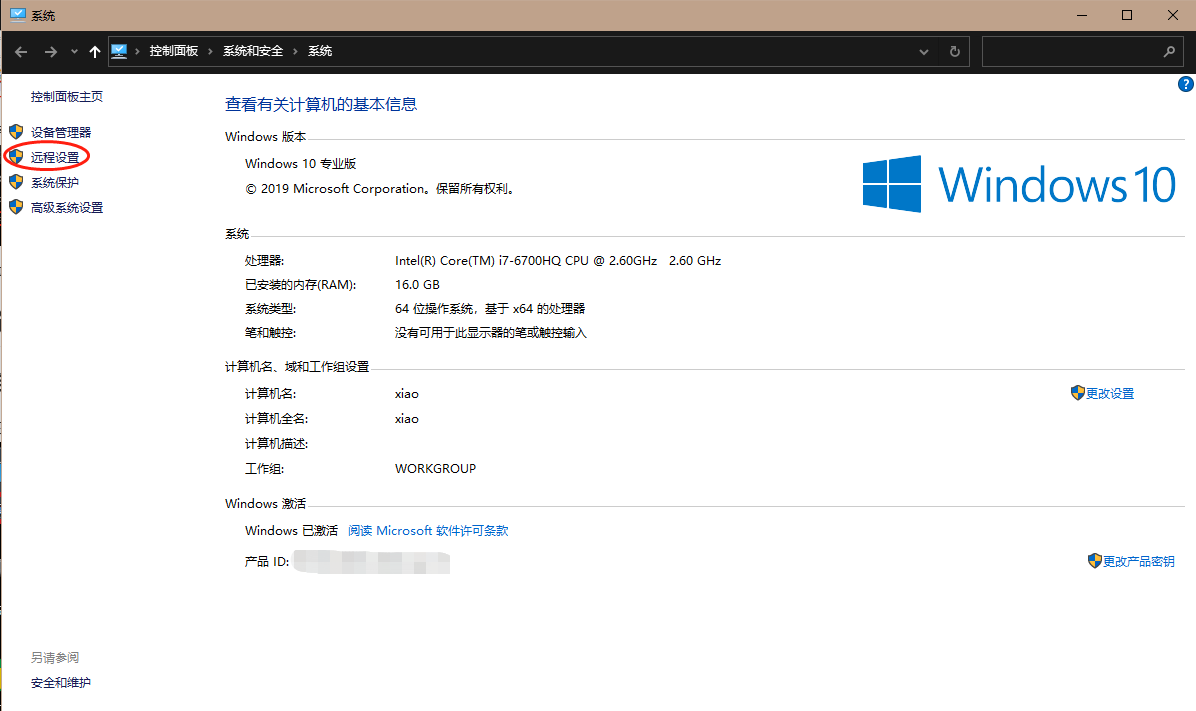 系统
控制面板 › 系统和安全 › 系统
控制面板主页
设备管理器
远程设置
系统保护
高级系统设置
查看有关计算机的基本信息
Windows 版本
Windows 10 专业版
© 2019 Microsoft Corporation。保留所有权利。
Windows 10
系统
处理器: Intel(R) Core(TM) i7-6700HQ CPU @ 2.60GHz 2.60 GHz
已安装的内存(RAM): 16.0 GB
系统类型: 64 位操作系统，基于 x64 的处理器
笔和触控: 没有可用于此显示器的笔或触控输入
计算机名、域和工作组设置
计算机名: xiao 更改设置
计算机全名: xiao
计算机描述:
工作组: WORKGROUP
Windows 激活
Windows 已激活 阅读 Microsoft 软件许可条款
产品 ID: 更改产品密钥
另请参阅
安全和维护